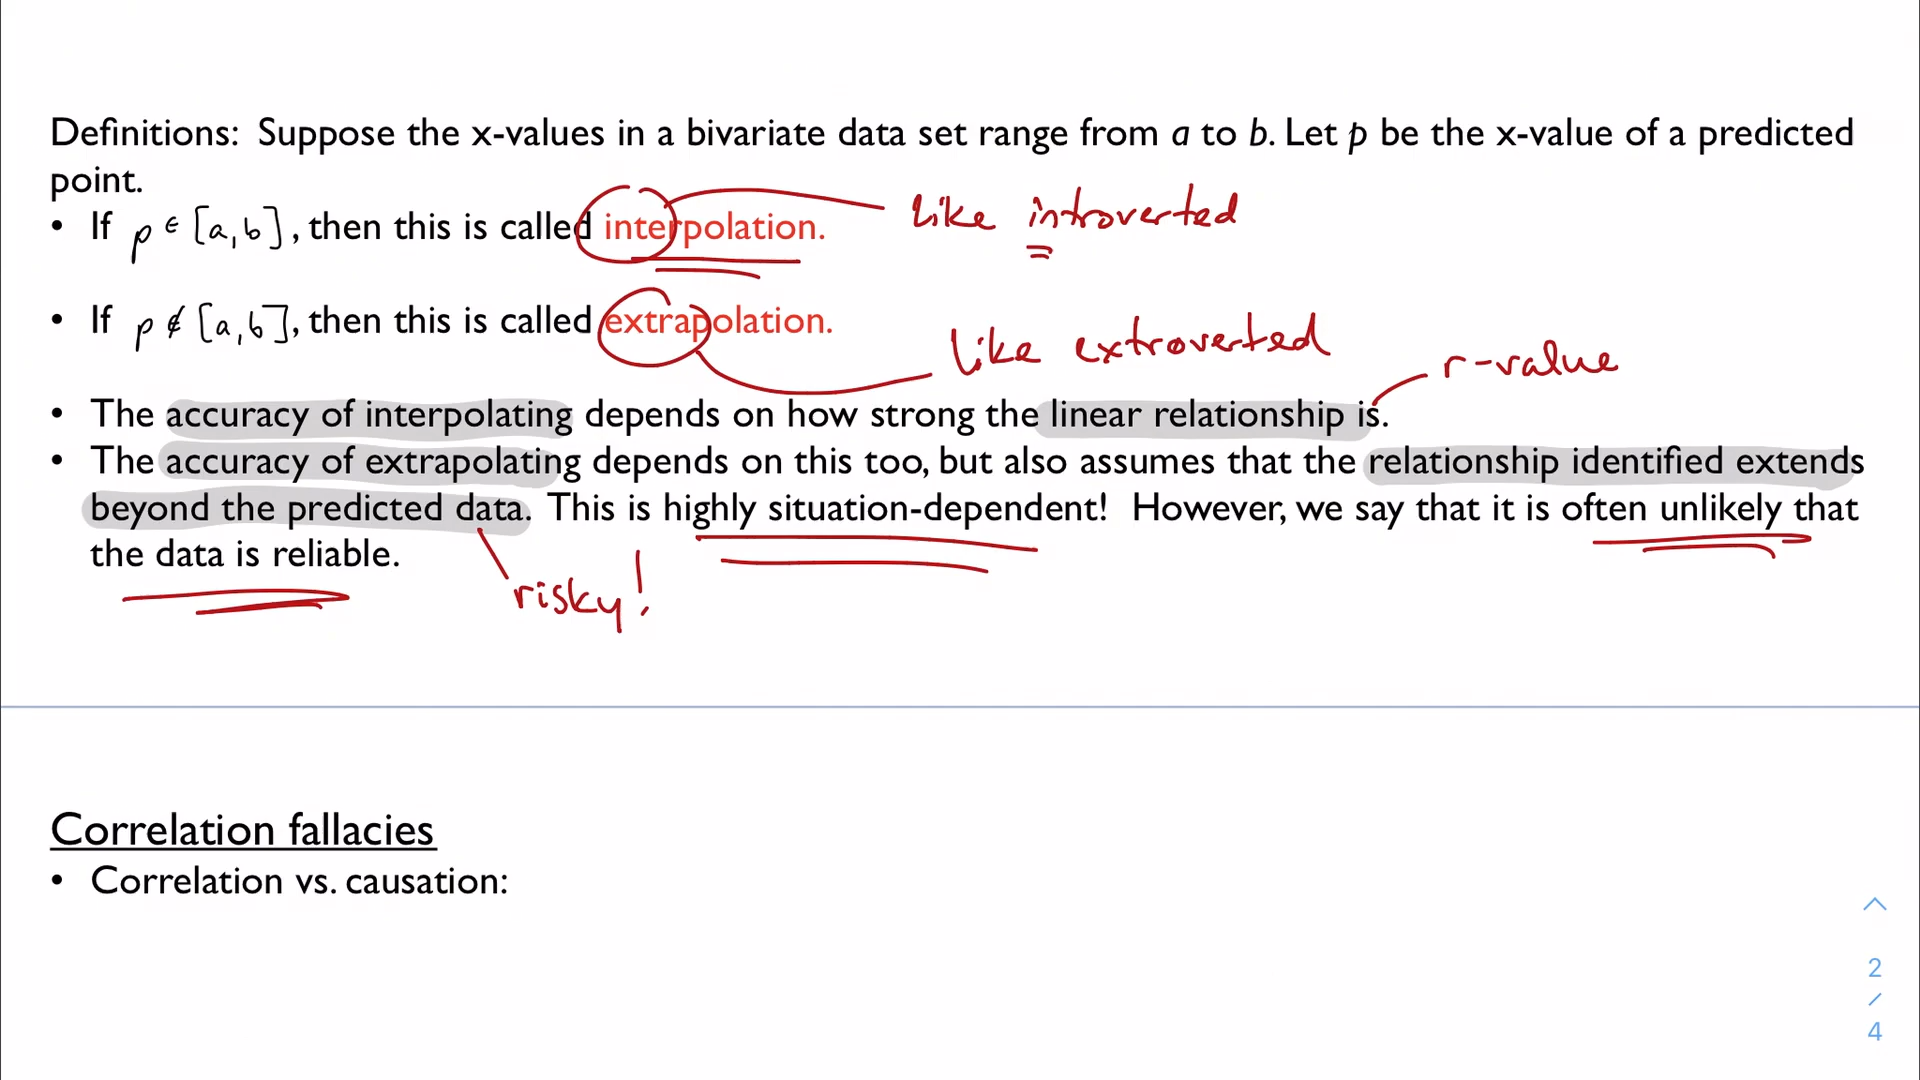 Definitions: Suppose the x-values in a bivariate data set range from a to b. Let p be the x-value of a predicted
point.
• If p ∈ [a,b], then this is called interpolation. like introverted
• If p ∉ [a,b], then this is called extrapolation. like extroverted
r-value
• The accuracy of interpolating depends on how strong the linear relationship is.
• The accuracy of extrapolating depends on this too, but also assumes that the relationship identified extends
beyond the predicted data. This is highly situation-dependent! However, we say that it is often unlikely that
the data is reliable.
risky!
Correlation fallacies
• Correlation vs. causation:
2
/
4